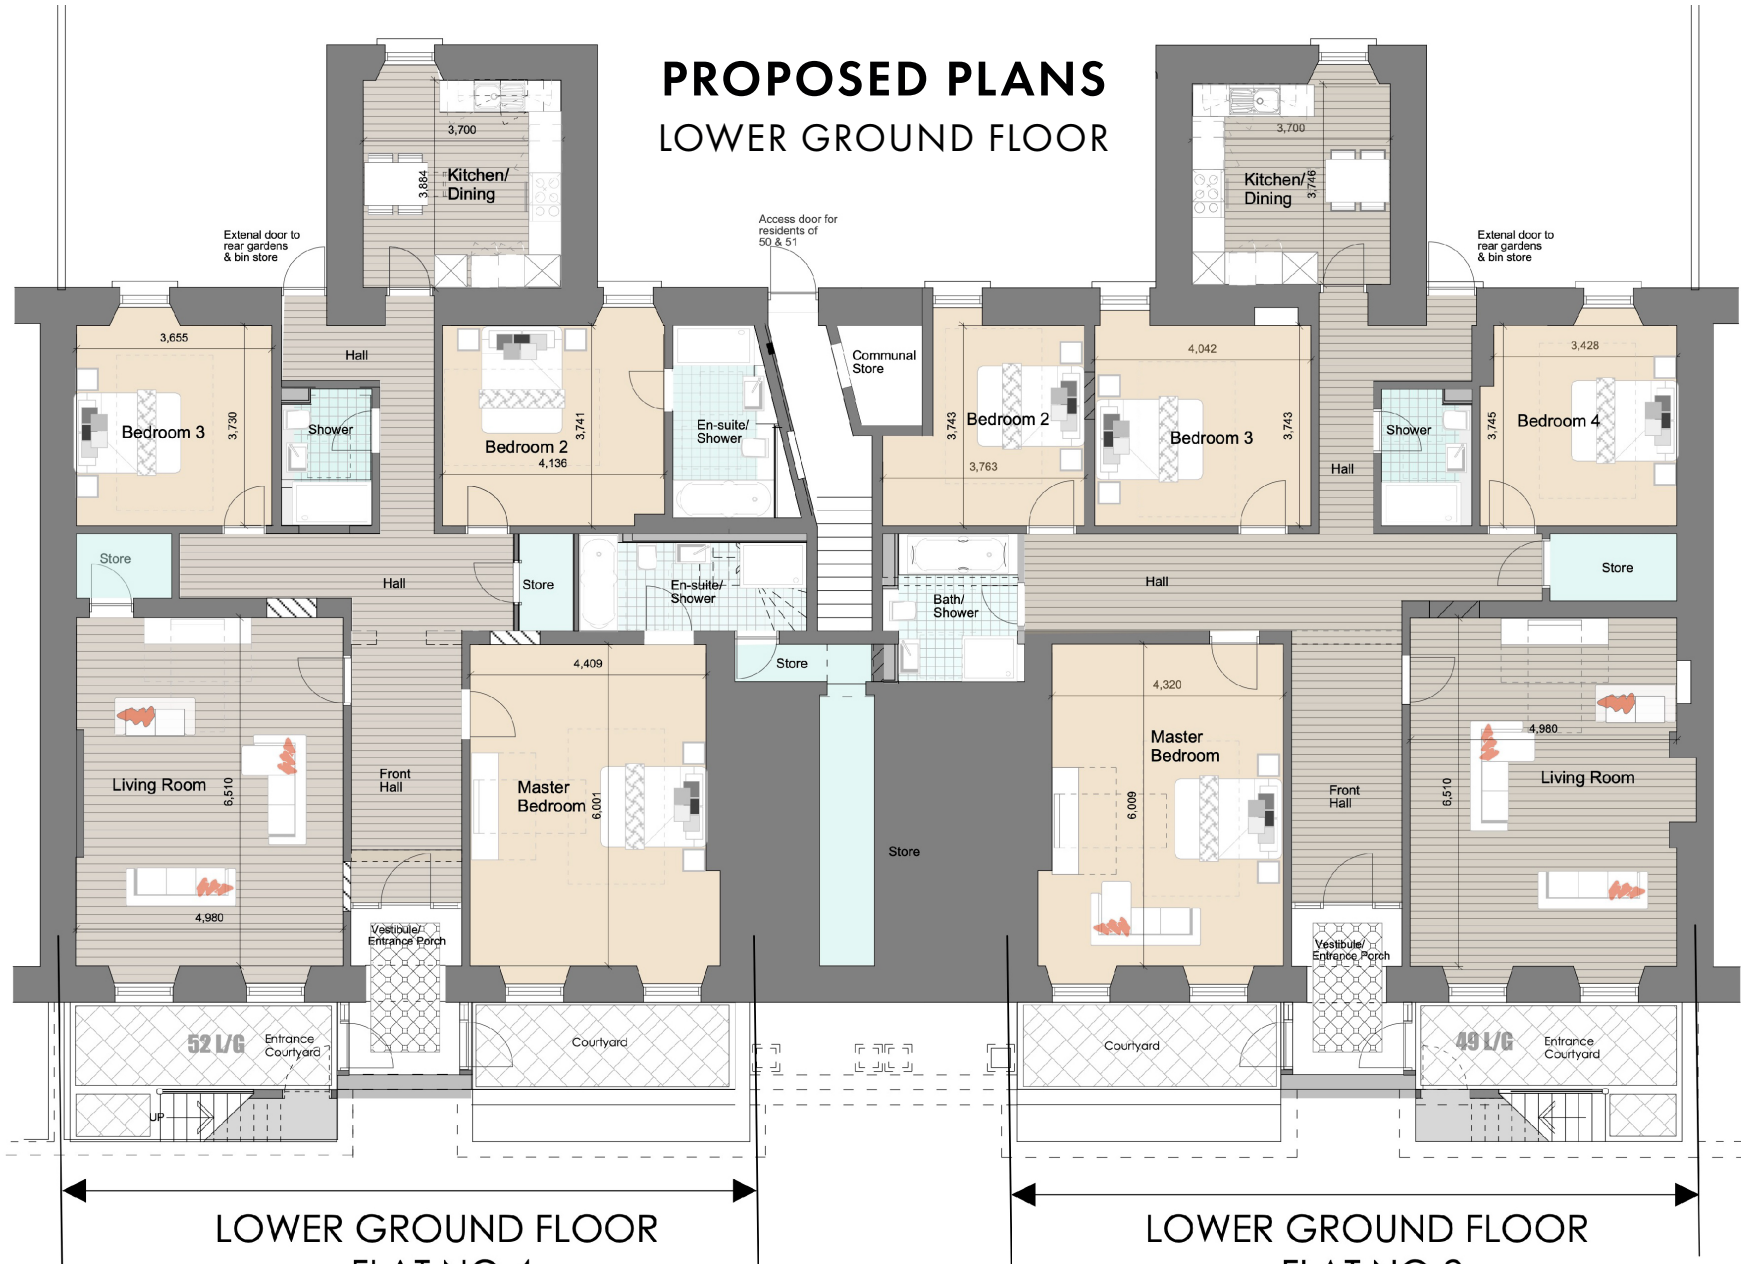 PROPOSED PLANS
LOWER GROUND FLOOR
3,700
3,884
Kitchen/
Dining
3,700
3,746
Kitchen/
Dining
Extenal door to
rear gardens
& bin store
Access door for
residents of
50 & 51
Extenal door to
rear gardens
& bin store
3,655
3,730
Bedroom 3
Hall
Shower
Bedroom 2
4,136
3,741
En-suite/
Shower
Communal
Store
Bedroom 2
3,743
3,763
4,042
Bedroom 3
3,743
Hall
Shower
3,428
3,745
Bedroom 4
Store
Hall
Store
En-suite/
Shower
Store
Bath/
Shower
Hall
Store
Living Room
6,510
4,980
Front
Hall
4,409
Master
Bedroom
6,001
Store
4,320
Master
Bedroom
6,009
Front
Hall
4,980
Living Room
6,510
Vestibule/
Entrance Porch
Vestibule/
Entrance Porch
52 L/G
Entrance
Courtyard
Courtyard
Courtyard
49 L/G
Entrance
Courtyard
UP
LOWER GROUND FLOOR
LOWER GROUND FLOOR
FLAT NO
FLAT NO